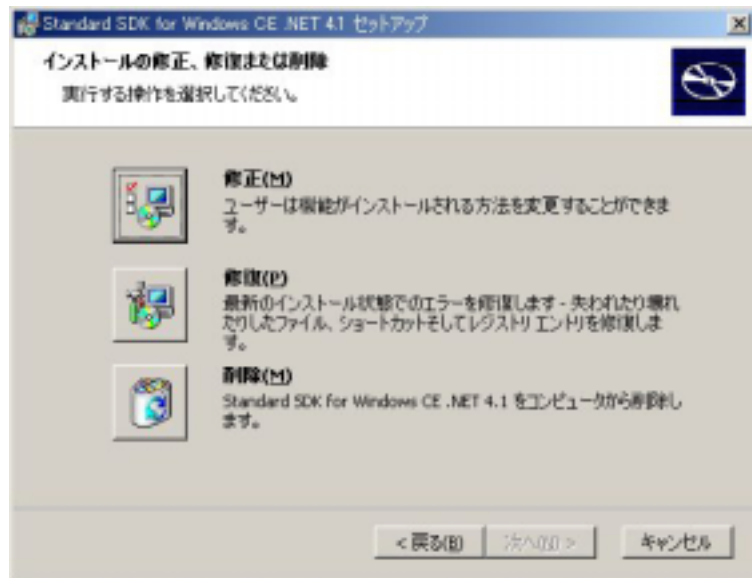 Standard SDK for Windows CE .NET 4.1 セットアップ
インストールの修正、修復または削除
実行する操作を選択してください。
修正(M)
ユーザーは機能がインストールされる方法を変更することができま
す。
修復(P)
最新のインストール状態でのエラーを修復します - 失われたり壊れ
たりしたファイル、ショートカットそしてレジストリ エントリを修復しま
す。
削除(M)
Standard SDK for Windows CE .NET 4.1 をコンピュータから削除し
ます。
< 戻る(B)
次へ(N) >
キャンセル